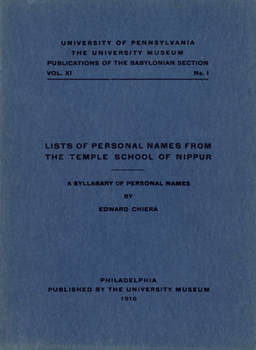 UNIVERSITY OF PENNSYLVANIA
THE UNIVERSITY MUSEUM
PUBLICATIONS OF THE BABYLONIAN SECTION
VOL. XI No. 1
LISTS OF PERSONAL NAMES FROM
THE TEMPLE SCHOOL OF NIPPUR
A SYLLABARY OF PERSONAL NAMES
BY
EDWARD CHIERA
PHILADELPHIA
PUBLISHED BY THE UNIVERSITY MUSEUM
1916